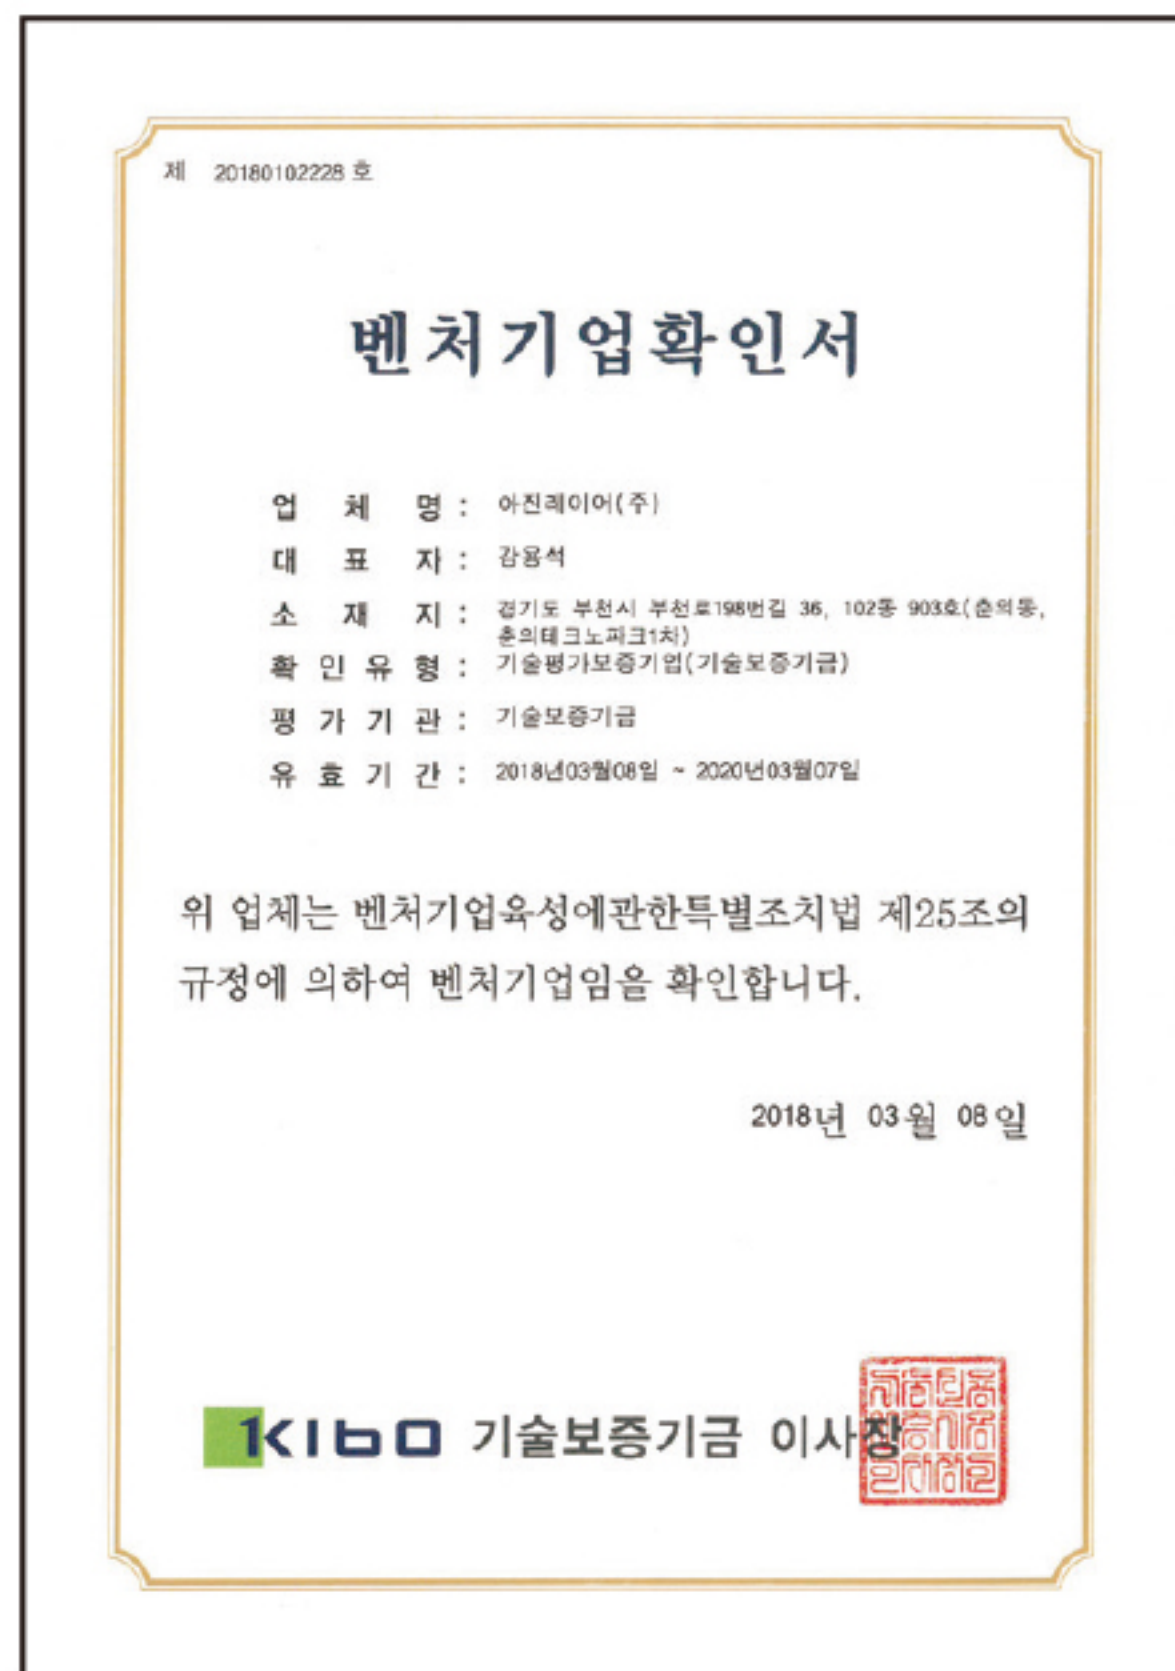 제 20180102228 호
벤처기업확인서
업 체 명 : 아진레이어(주)
대 표 자 : 감용석
소 재 지 : 경기도 부천시 부천로198번길 36, 102동 903호(춘의동,
춘의테크노파크1차)
확 인 유 형 : 기술평가보증기업(기술보증기금)
평 가 기 관 : 기술보증기금
유 효 기 간 : 2018년03월08일 ~ 2020년03월07일
위 업체는 벤처기업육성에관한특별조치법 제25조의
규정에 의하여 벤처기업임을 확인합니다.
2018년 03월 08일
KIbO 기술보증기금 이사장